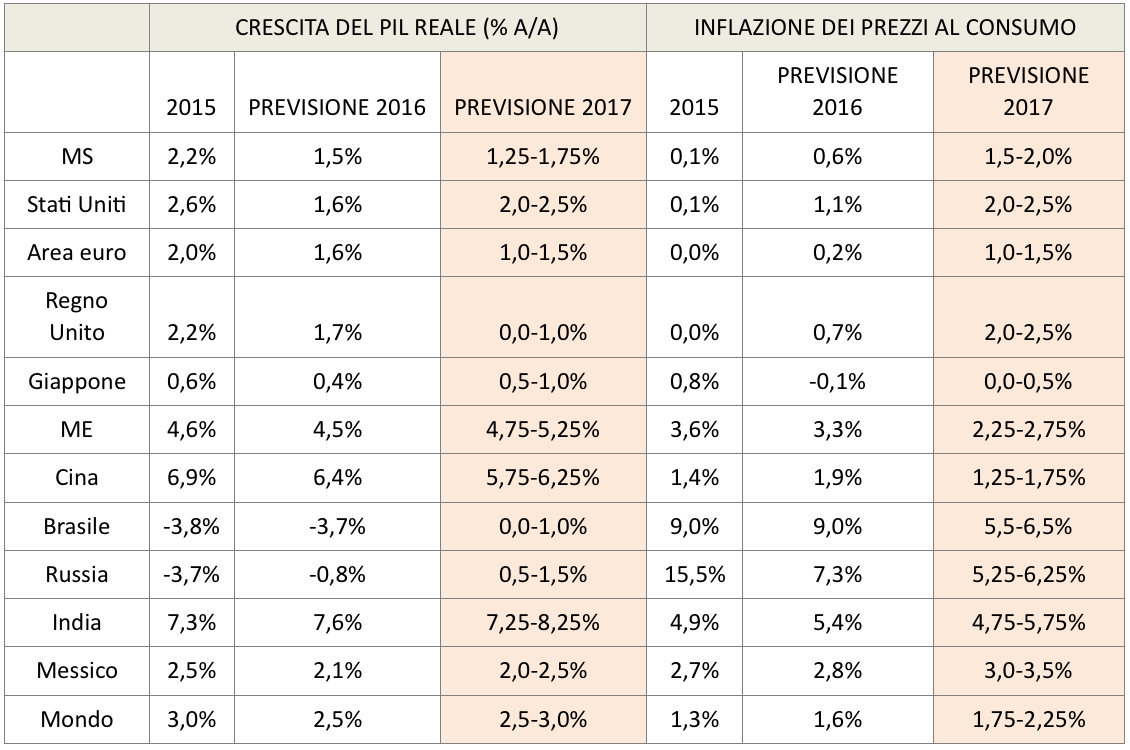 CRESCITA DEL PIL REALE (% A/A) INFLAZIONE DEI PREZZI AL CONSUMO
2015 PREVISIONE 2016 PREVISIONE 2017 2015 PREVISIONE 2016 PREVISIONE 2017
MS 2,2% 1,5% 1,25-1,75% 0,1% 0,6% 1,5-2,0%
Stati Uniti 2,6% 1,6% 2,0-2,5% 0,1% 1,1% 2,0-2,5%
Area euro 2,0% 1,6% 1,0-1,5% 0,0% 0,2% 1,0-1,5%
Regno Unito 2,2% 1,7% 0,0-1,0% 0,0% 0,7% 2,0-2,5%
Giappone 0,6% 0,4% 0,5-1,0% 0,8% -0,1% 0,0-0,5%
ME 4,6% 4,5% 4,75-5,25% 3,6% 3,3% 2,25-2,75%
Cina 6,9% 6,4% 5,75-6,25% 1,4% 1,9% 1,25-1,75%
Brasile -3,8% -3,7% 0,0-1,0% 9,0% 9,0% 5,5-6,5%
Russia -3,7% -0,8% 0,5-1,5% 15,5% 7,3% 5,25-6,25%
India 7,3% 7,6% 7,25-8,25% 4,9% 5,4% 4,75-5,75%
Messico 2,5% 2,1% 2,0-2,5% 2,7% 2,8% 3,0-3,5%
Mondo 3,0% 2,5% 2,5-3,0% 1,3% 1,6% 1,75-2,25%